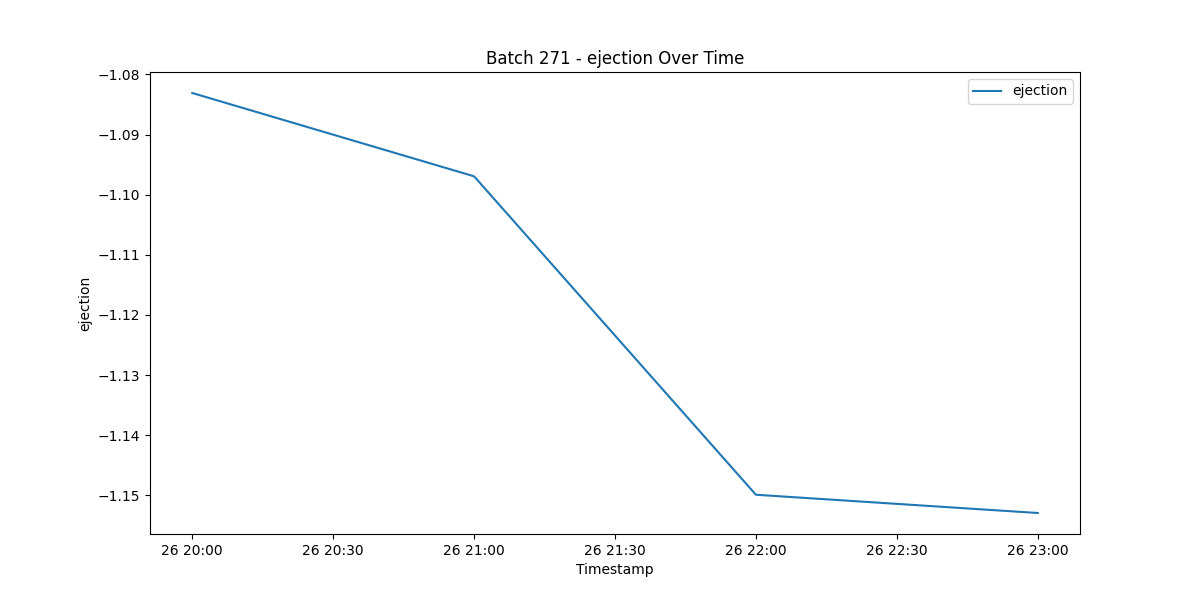 Batch 271 - ejection Over Time
ejection
−1.08
−1.09
−1.10
−1.11
−1.12
−1.13
−1.14
−1.15
ejection
26 20:00 26 20:30 26 21:00 26 21:30 26 22:00 26 22:30 26 23:00
Timestamp